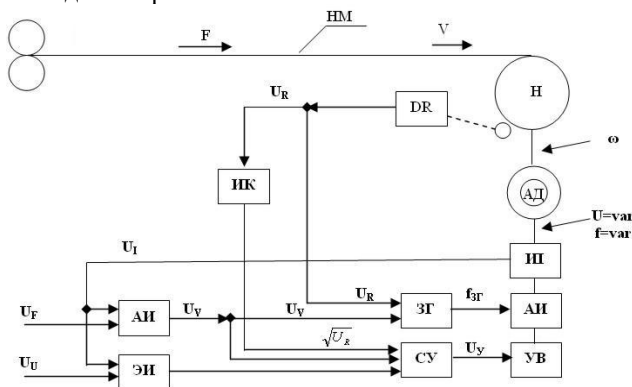 НМ
F
V
Н
U_R
DR
ω
ИК
АД
U=var
f=var
U_I
ИП
U_R
f_ЗГ
U_F
АИ
U_V
U_V
ЗГ
АИ
√U_R
U_У
U_U
ЭИ
СУ
УВ